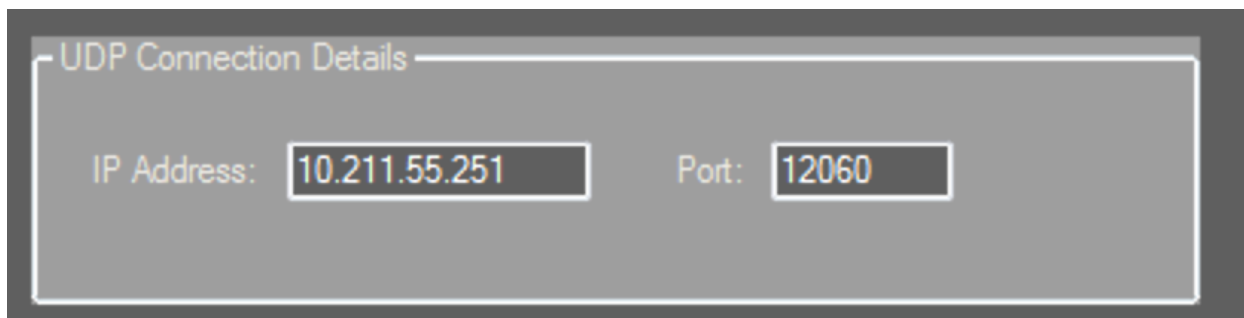 UDP Connection Details
IP Address: 10.211.55.251 Port: 12060